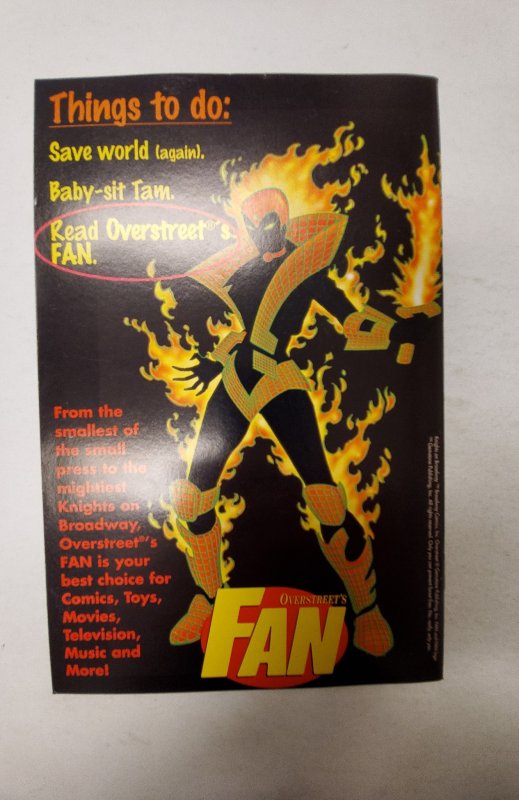 Things to do:
Save world (again).
Baby-sit Tam.
Read Overstreet®'s
FAN.
From the
smallest of
the small
press to the
mightiest
Knights on
Broadway,
Overstreet®'s
FAN is your
best choice for
Comics, Toys,
Movies,
Television,
Music and
More!
OVERSTREET'S
FAN